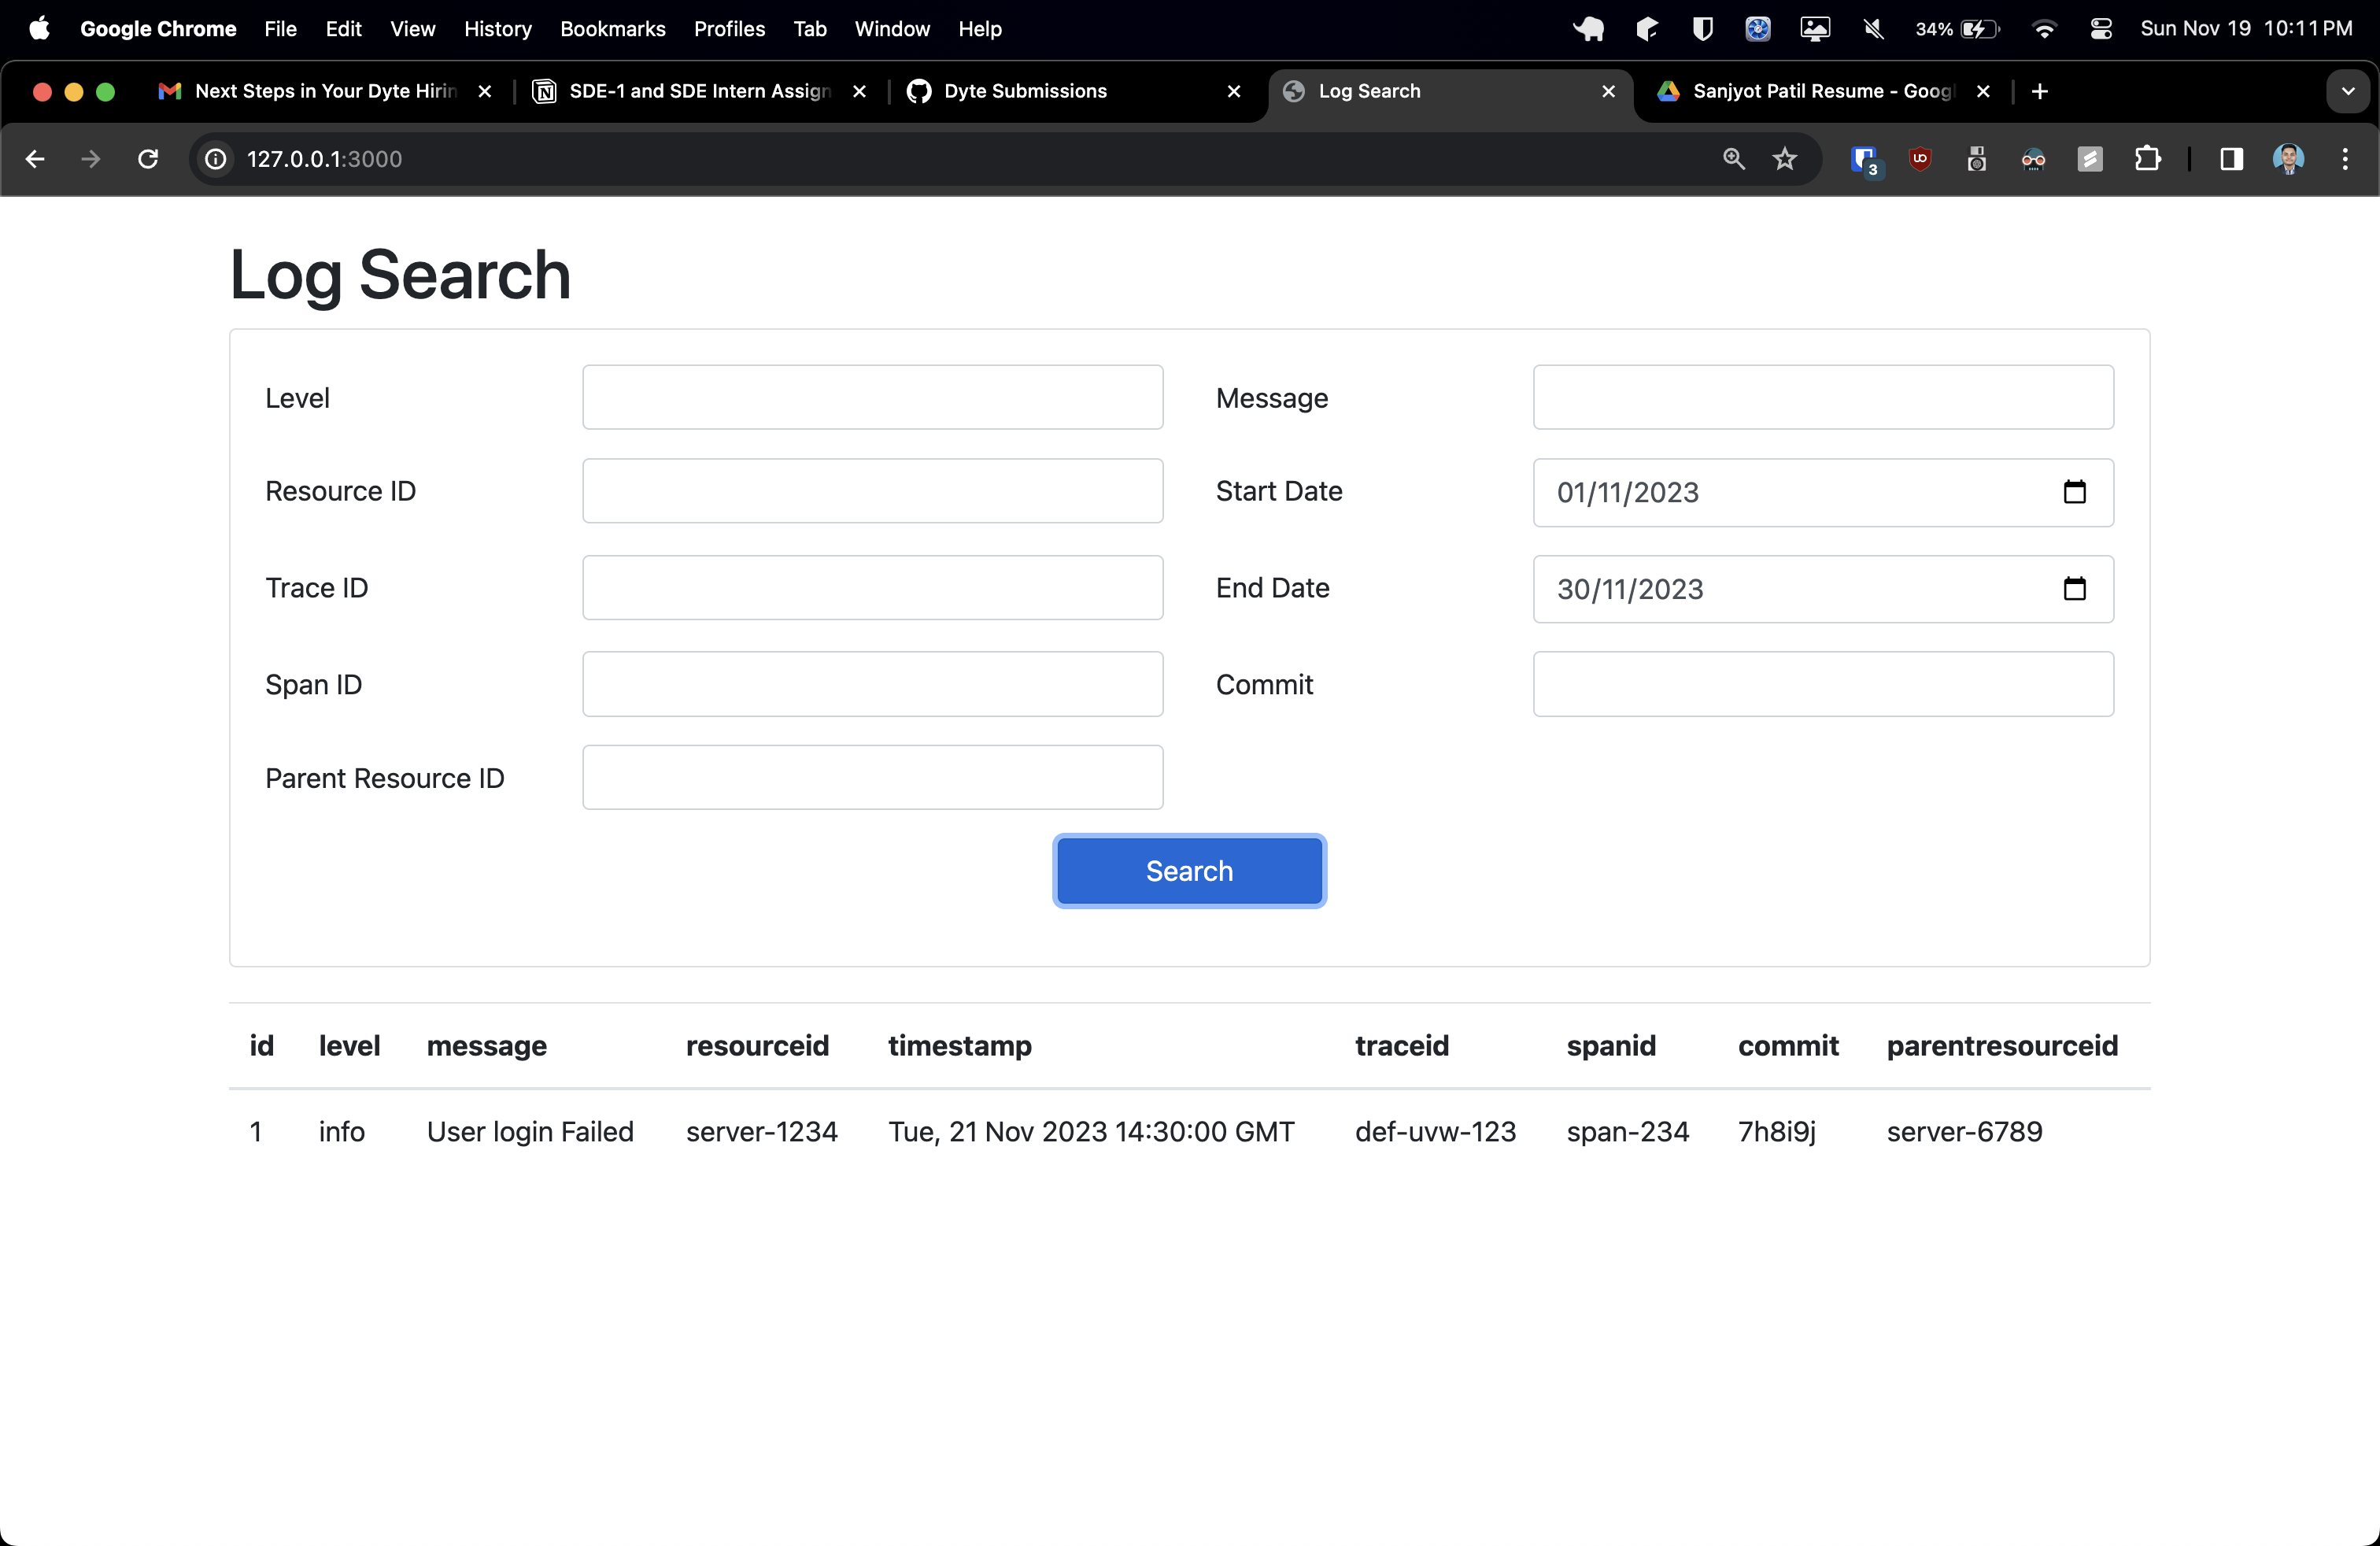 Google Chrome File Edit View History Bookmarks Profiles Tab Window Help 34% Sun Nov 19 10:11 PM
Next Steps in Your Dyte Hirin SDE-1 and SDE Intern Assign Dyte Submissions Log Search Sanjyot Patil Resume - Googl
127.0.0.1:3000 3
Log Search
Level Message
Resource ID Start Date 01/11/2023
Trace ID End Date 30/11/2023
Span ID Commit
Parent Resource ID
Search
id level message resourceid timestamp traceid spanid commit parentresourceid
1 info User login Failed server-1234 Tue, 21 Nov 2023 14:30:00 GMT def-uvw-123 span-234 7h8i9j server-6789